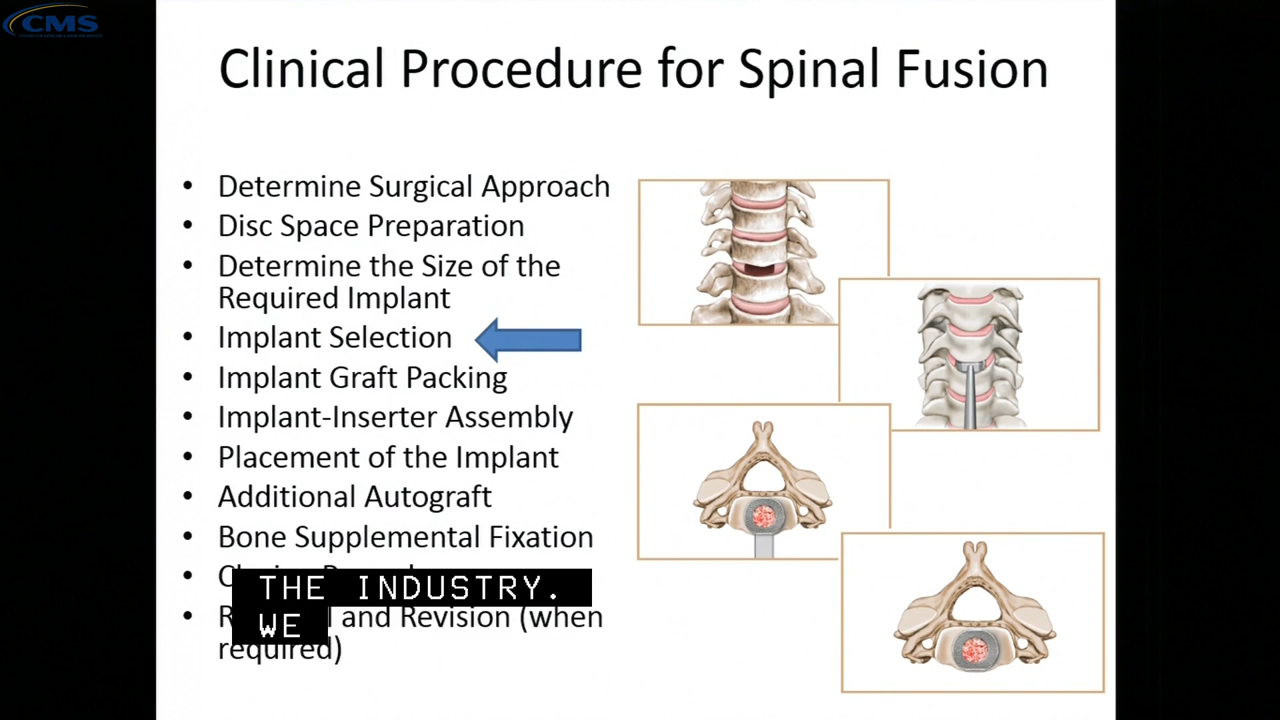 CMS
Clinical Procedure for Spinal Fusion
• Determine Surgical Approach
• Disc Space Preparation
• Determine the Size of the
Required Implant
• Implant Selection
• Implant Graft Packing
• Implant-Inserter Assembly
• Placement of the Implant
• Additional Autograft
• Bone Supplemental Fixation
THE INDUSTRY.
WE
• and Revision (when
required)